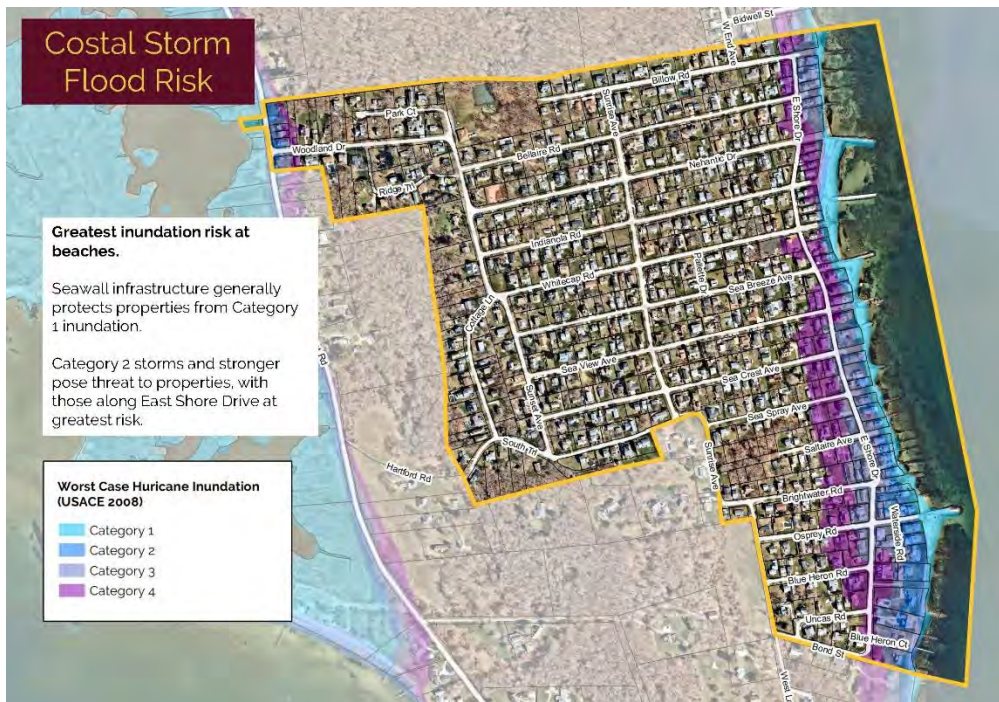 Costal Storm
Flood Risk
Greatest inundation risk at
beaches.
Seawall infrastructure generally
protects properties from Category
1 inundation.
Category 2 storms and stronger
pose threat to properties, with
those along East Shore Drive at
greatest risk.
Worst Case Huricane Inundation
(USACE 2008)
Category 1
Category 2
Category 3
Category 4
Bidwell St
W End Ave
Billow Rd
E Shore Dr
Park Ct
Sunrise Ave
Woodland Dr
Bellaire Rd
Nehantic Dr
Ridge Trl
Indianola Rd
Whitecap Rd
Sea Breeze Ave
Cottage Ln
Rd
Sea View Ave
Sea Crest Ave
Sunset Ave
Sea Spray Ave
South Trl
Saltaire Ave
E Shore Dr
Sunrise Ave
Hartford Rd
Brightwater Rd
Waterside Rd
Osprey Rd
Blue Heron Rd
Uncas Rd
Blue Heron Ct
Bond St
West L